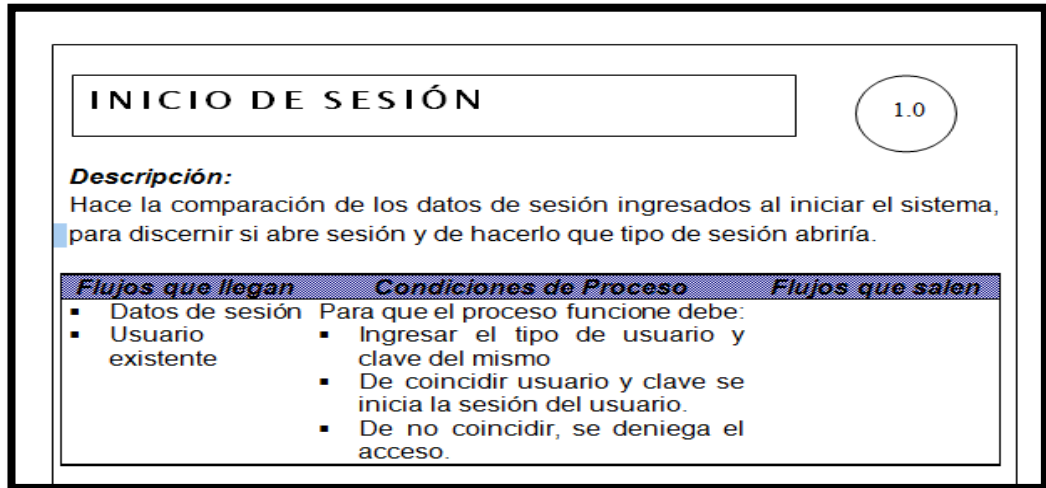 INICIO DE SESIÓN
1.0
Descripción:
Hace la comparación de los datos de sesión ingresados al iniciar el sistema,
para discernir si abre sesión y de hacerlo que tipo de sesión abriría.
Flujos que llegan Condiciones de Proceso Flujos que salen
▪ Datos de sesión
▪ Usuario
existente
Para que el proceso funcione debe:
▪ Ingresar el tipo de usuario y
clave del mismo
▪ De coincidir usuario y clave se
inicia la sesión del usuario.
▪ De no coincidir, se deniega el
acceso.